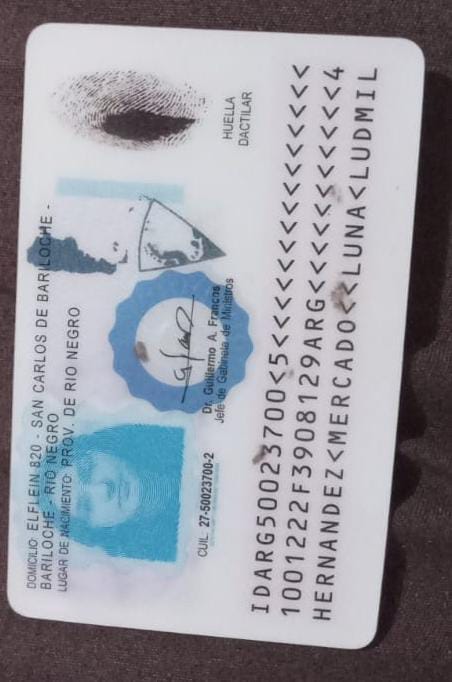 DOMICILIO: ELFLEIN 820 - SAN CARLOS DE BARILOCHE -
BARILOCHE - RIO NEGRO
LUGAR DE NACIMIENTO: PROV. DE RIO NEGRO
HUELLA
DACTILAR
Dr. Guillermo A. Francos
Jefe de Gabinete de Ministros
CUIL: 27-50023700-2
IDARG50023700<5<<<<<<<<<<<<<<<
1001222F3908129ARG<<<<<<<<<<<4
HERNANDEZ<MERCADO<<LUNA<LUDMIL